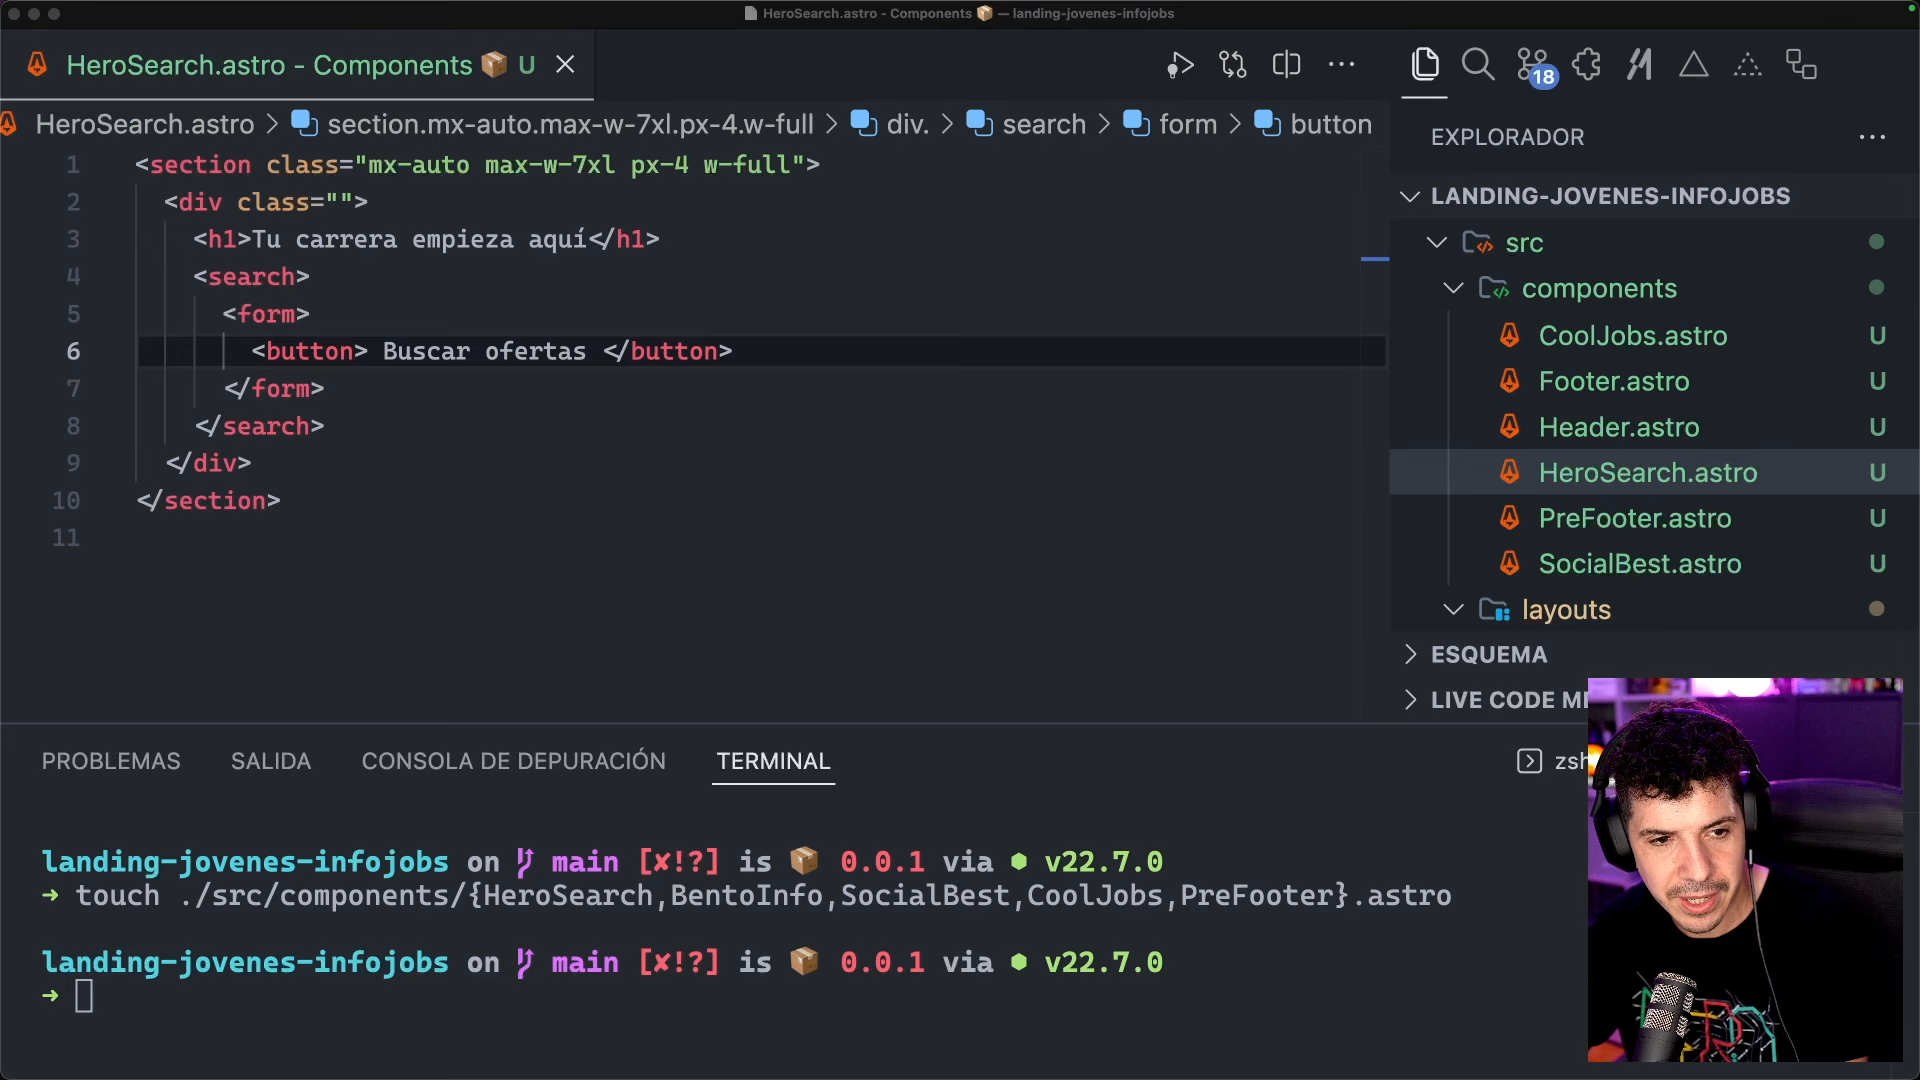 HeroSearch.astro - Components 📦 — landing-jovenes-infojobs
HeroSearch.astro - Components 📦 U
18
HeroSearch.astro > section.mx-auto.max-w-7xl.px-4.w-full > div. > search > form > button
1 <section class="mx-auto max-w-7xl px-4 w-full">
2 <div class="">
3 <h1>Tu carrera empieza aquí</h1>
4 <search>
5 <form>
6 <button> Buscar ofertas </button>
7 </form>
8 </search>
9 </div>
10 </section>
11
EXPLORADOR
LANDING-JOVENES-INFOJOBS
src
components
CoolJobs.astro U
Footer.astro U
Header.astro U
HeroSearch.astro U
PreFooter.astro U
SocialBest.astro U
layouts
ESQUEMA
LIVE CODE
PROBLEMAS SALIDA CONSOLA DE DEPURACIÓN TERMINAL
zsh
landing-jovenes-infojobs on main [✘!?] is 📦 0.0.1 via v22.7.0
➜ touch ./src/components/{HeroSearch,BentoInfo,SocialBest,CoolJobs,PreFooter}.astro
landing-jovenes-infojobs on main [✘!?] is 📦 0.0.1 via v22.7.0
➜